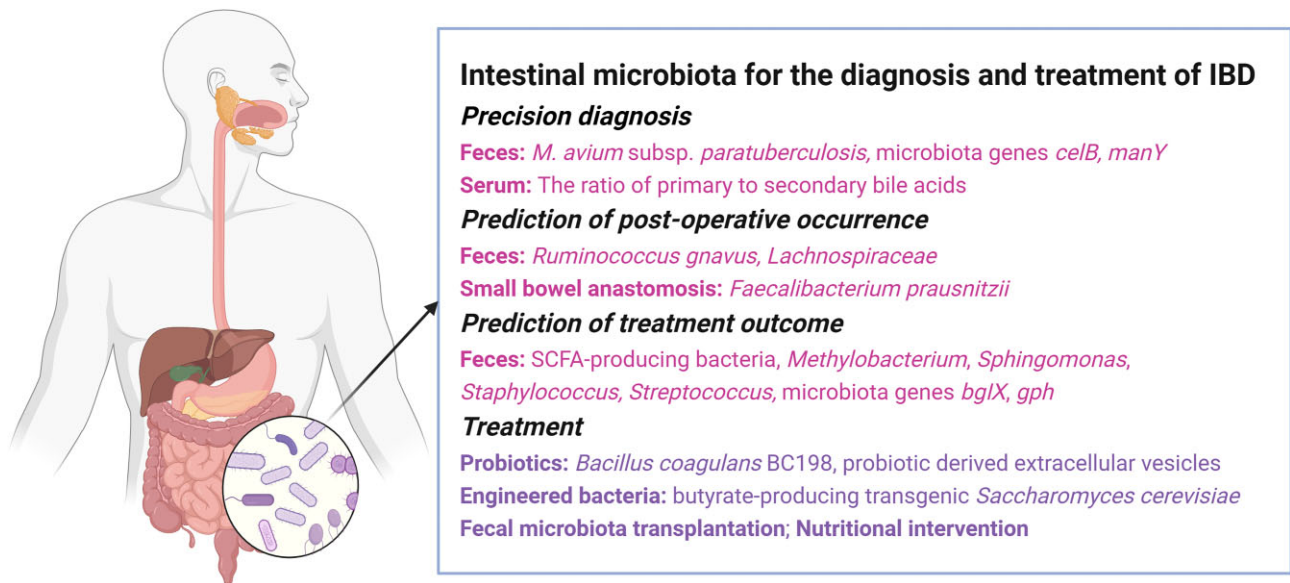 Intestinal microbiota for the diagnosis and treatment of IBD
Precision diagnosis
Feces: M. avium subsp. paratuberculosis, microbiota genes celB, manY
Serum: The ratio of primary to secondary bile acids
Prediction of post-operative occurrence
Feces: Ruminococcus gnavus, Lachnospiraceae
Small bowel anastomosis: Faecalibacterium prausnitzii
Prediction of treatment outcome
Feces: SCFA-producing bacteria, Methylobacterium, Sphingomonas,
Staphylococcus, Streptococcus, microbiota genes bglX, gph
Treatment
Probiotics: Bacillus coagulans BC198, probiotic derived extracellular vesicles
Engineered bacteria: butyrate-producing transgenic Saccharomyces cerevisiae
Fecal microbiota transplantation; Nutritional intervention